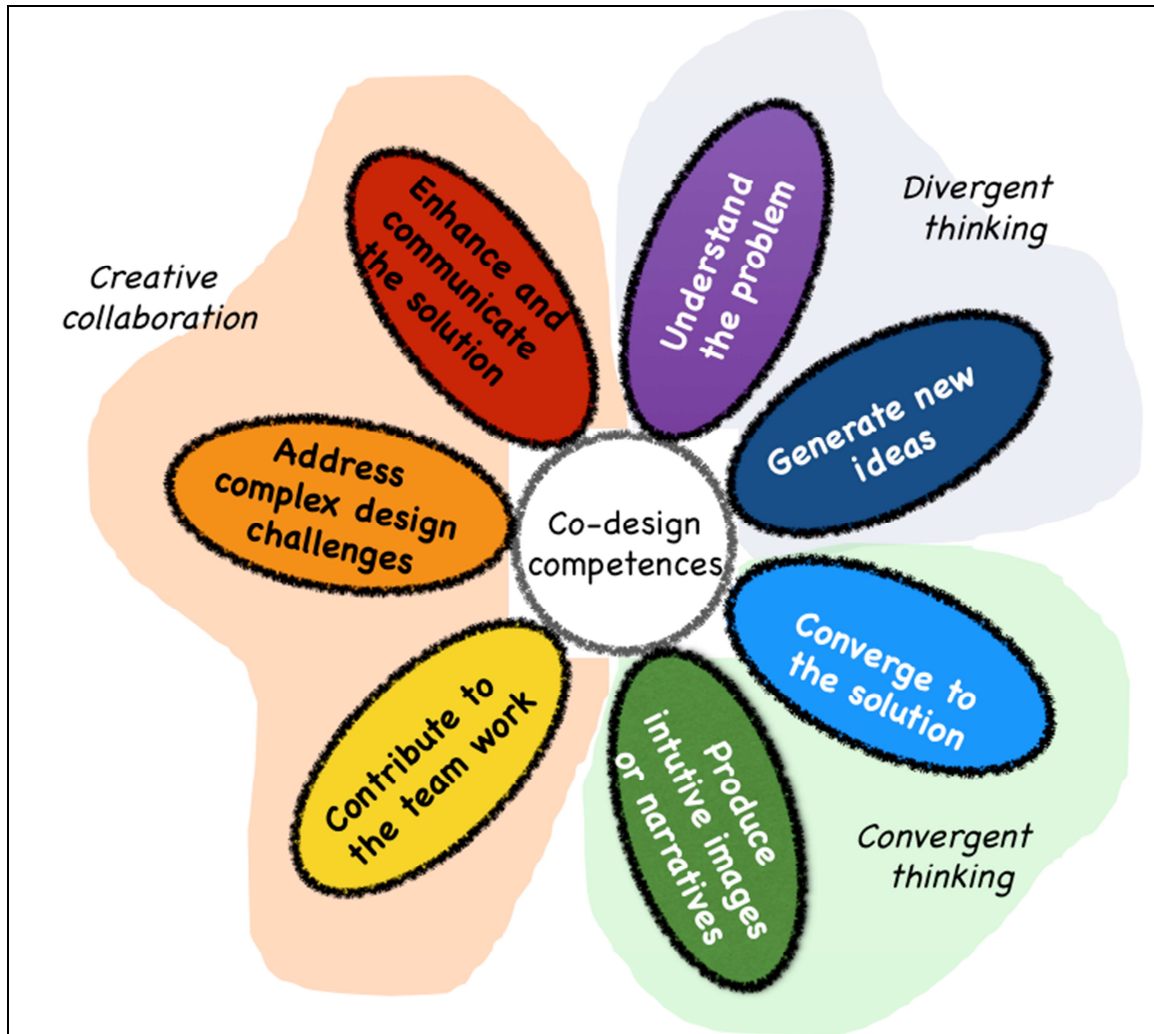 Divergent
thinking
Understand
the problem
Generate new
ideas
Enhance and
communicate
the solution
Creative
collaboration
Address
complex design
challenges
Co-design
competences
Converge to
the solution
Contribute to
the team work
Produce
intutive images
or narratives
Convergent
thinking